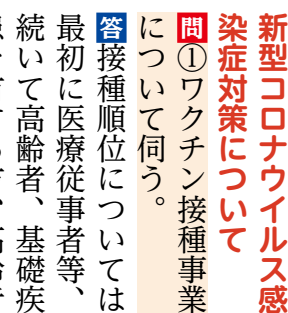 新型コロナウイルス感
染症対策について
問①ワクチン接種事業
について伺う。
答接種順位については
最初に医療従事者等、
続いて高齢者、基礎疾